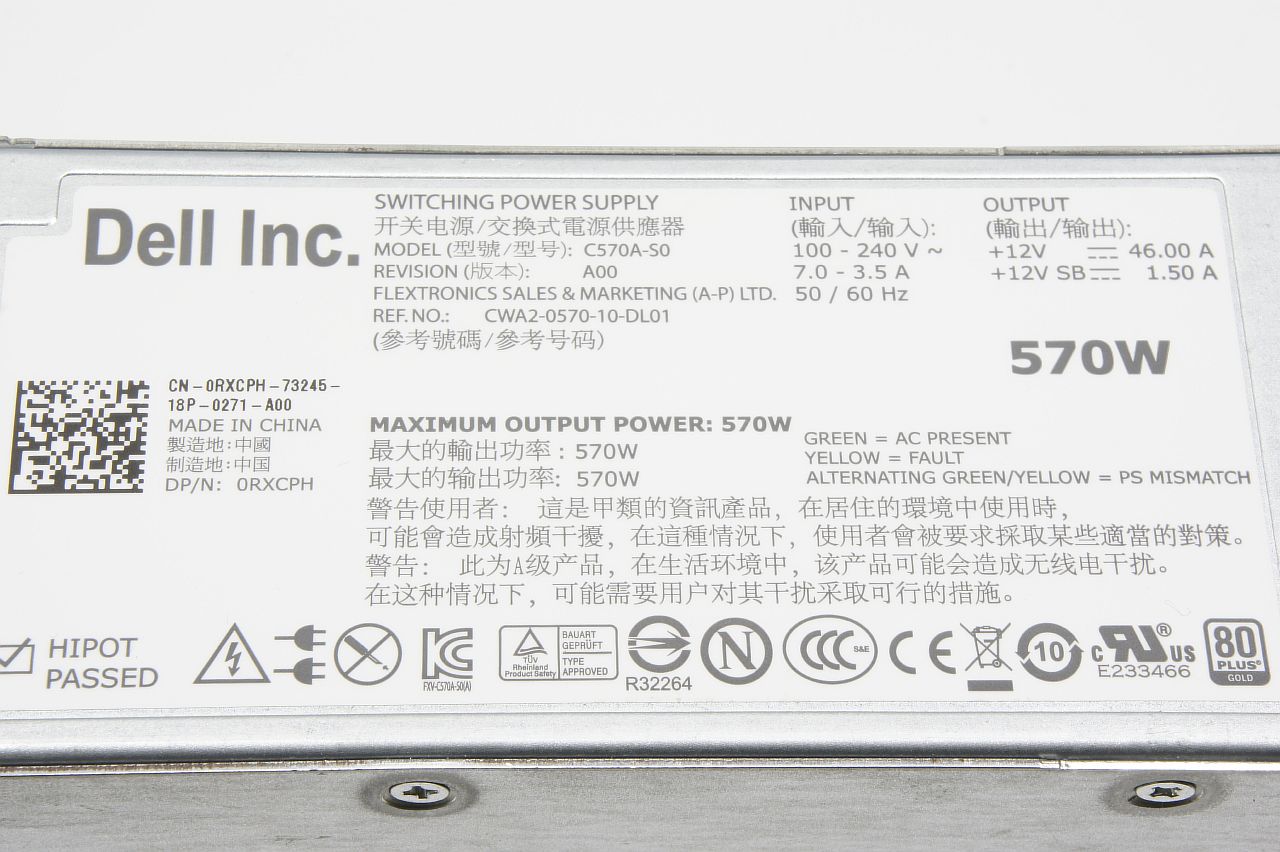 Dell Inc.
SWITCHING POWER SUPPLY
开关电源/交換式電源供應器
MODEL (型號/型号): C570A-S0
REVISION (版本): A00
FLEXTRONICS SALES & MARKETING (A-P) LTD.
REF. NO.: CWA2-0570-10-DL01
(參考號碼/參考号码)
INPUT
(輸入/输入):
100 - 240 V ~
7.0 - 3.5 A
50 / 60 Hz
OUTPUT
(輸出/输出):
+12V ⎓ 46.00 A
+12V SB ⎓ 1.50 A
570W
CN-0RXCPH-73245-
18P-0271-A00
MADE IN CHINA
製造地:中國
制造地:中国
DP/N: 0RXCPH
MAXIMUM OUTPUT POWER: 570W
最大的輸出功率: 570W
最大的输出功率: 570W
GREEN = AC PRESENT
YELLOW = FAULT
ALTERNATING GREEN/YELLOW = PS MISMATCH
警告使用者: 這是甲類的資訊產品, 在居住的環境中使用時,
可能會造成射頻干擾, 在這種情況下, 使用者會被要求採取某些適當的對策。
警告: 此为A级产品, 在生活环境中, 该产品可能会造成无线电干扰。
在这种情况下, 可能需要用户对其干扰采取可行的措施。
HIPOT
PASSED
FXV-C570A-S0(A)
TÜV
Rheinland
Product Safety
BAUART
GEPRÜFT
TYPE
APPROVED
R32264
N
CCC S&E
CE
10
c RU ® US
E233466
80
PLUS®
GOLD